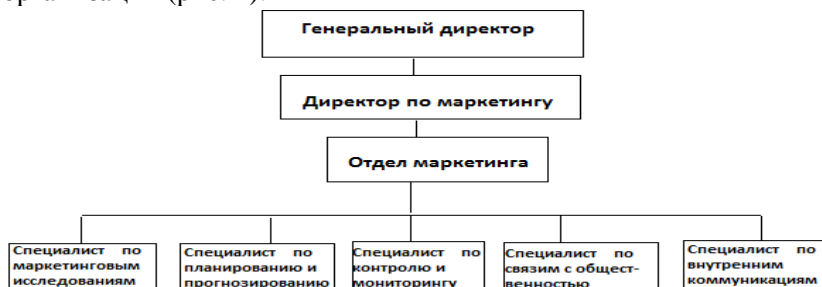 Генеральный директор
Директор по маркетингу
Отдел маркетинга
Специалист по
маркетинговым
исследованиям
Специалист по
планированию и
прогнозированию
Специалист по
контролю и
мониторингу
Специалист по
связим с общест-
венностью
Специалист по
внутренним
коммуникациям